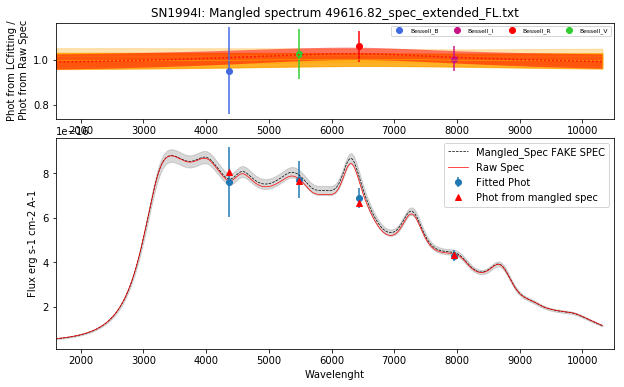 SN1994I: Mangled spectrum 49616.82_spec_extended_FL.txt
Phot from LCfitting /
Phot from Raw Spec
1.0
0.8
Bessell_B
Bessell_I
Bessell_R
Bessell_V
2000 3000 4000 5000 6000 7000 8000 9000 10000
Flux erg s-1 cm-2 A-1
8
6
4
2
Mangled_Spec FAKE SPEC
Raw Spec
Fitted Phot
Phot from mangled spec
2000 3000 4000 5000 6000 7000 8000 9000 10000
Wavelenght